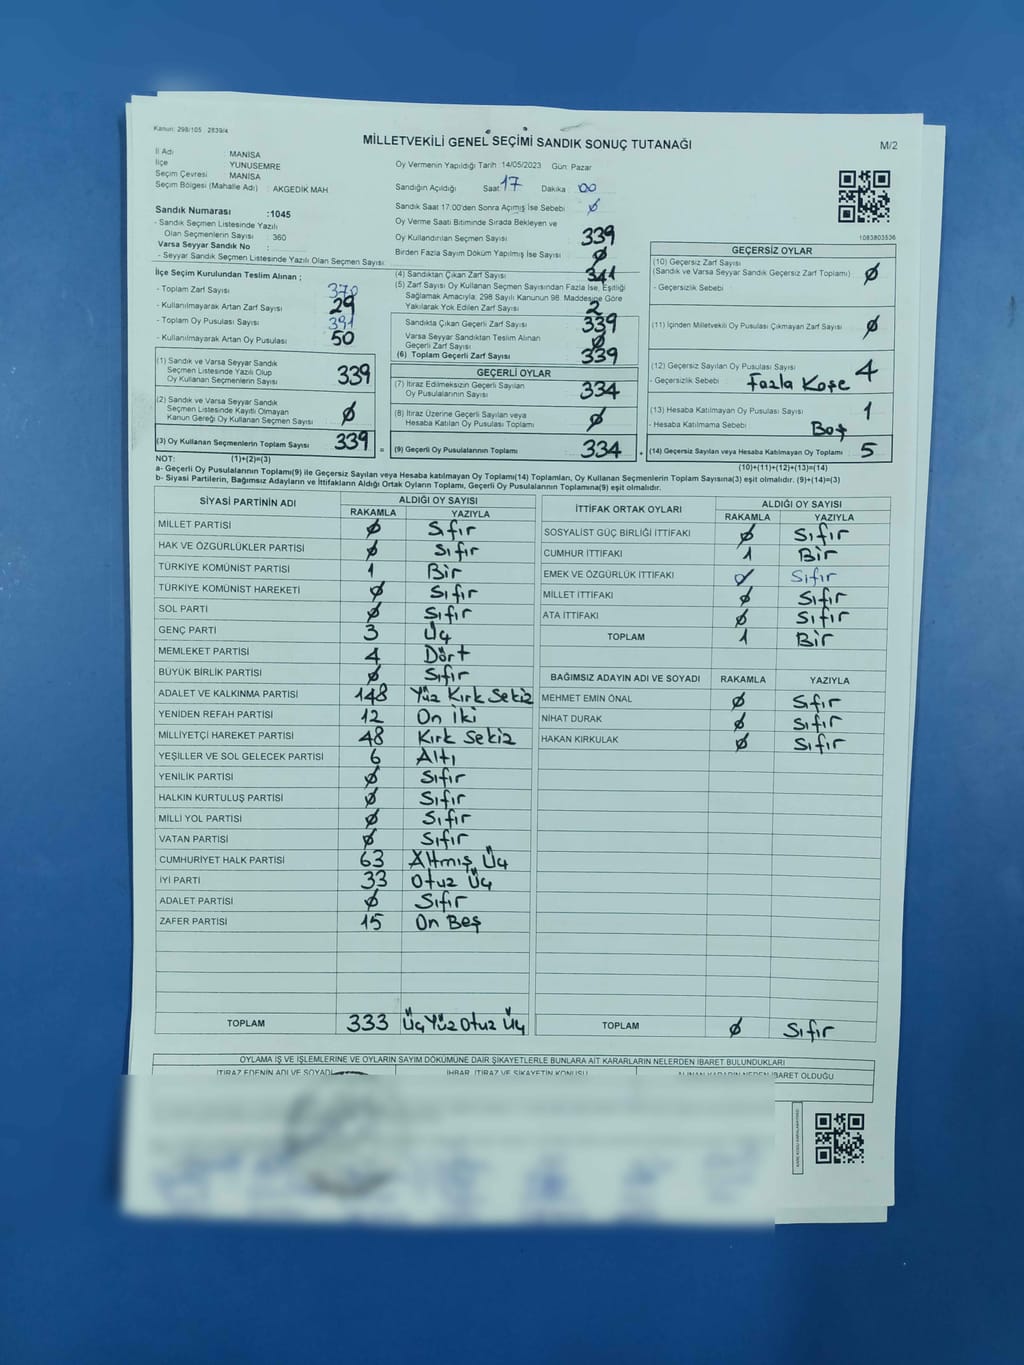 Kanun: 298/105 2839/4
MİLLETVEKİLİ GENEL SEÇİMİ SANDIK SONUÇ TUTANAĞI
M/2
İl Adı MANİSA
İlçe YUNUSEMRE
Seçim Çevresi MANİSA
Seçim Bölgesi (Mahalle Adı) : AKGEDİK MAH
Sandık Numarası :1045
- Sandık Seçmen Listesinde Yazılı
Olan Seçmenlerin Sayısı : 360
Varsa Seyyar Sandık No :
- Seyyar Sandık Seçmen Listesinde Yazılı Olan Seçmen Sayısı:
Oy Vermenin Yapıldığı Tarih :14/05/2023 Gün: Pazar
Sandığın Açıldığı Saat: 17 Dakika : 00
Sandık Saat 17:00'den Sonra Açımış İse Sebebi : 0
Oy Verme Saati Bitiminde Sırada Bekleyen ve
Oy Kullandırılan Seçmen Sayısı 339
Birden Fazla Sayım Döküm Yapılmış İse Sayısı : 0
1083803536
İlçe Seçim Kurulundan Teslim Alınan ;
- Toplam Zarf Sayısı 370
- Kullanılmayarak Artan Zarf Sayısı 29
- Toplam Oy Pusulası Sayısı 391
- Kullanılmayarak Artan Oy Pusulası 50
(1) Sandık ve Varsa Seyyar Sandık
Seçmen Listesinde Yazılı Olup
Oy Kullanan Seçmenlerin Sayısı 339
(2) Sandık ve Varsa Seyyar Sandık
Seçmen Listesinde Kayıtlı Olmayan
Kanun Gereği Oy Kullanan Seçmen Sayısı 0
(3) Oy Kullanan Seçmenlerin Toplam Sayısı 339
(4) Sandıktan Çıkan Zarf Sayısı 341
(5) Zarf Sayısı Oy Kullanan Seçmen Sayısından Fazla İse, Eşitliği
Sağlamak Amacıyla; 298 Sayılı Kanunun 98. Maddesine Göre
Yakılarak Yok Edilen Zarf Sayısı 2
Sandıkta Çıkan Geçerli Zarf Sayısı 339
Varsa Seyyar Sandıktan Teslim Alınan
Geçerli Zarf Sayısı 0
(6) Toplam Geçerli Zarf Sayısı 339
GEÇERLİ OYLAR
(7) İtiraz Edilmeksizin Geçerli Sayılan
Oy Pusulalarının Sayısı 334
(8) İtiraz Üzerine Geçerli Sayılan veya
Hesaba Katılan Oy Pusulası Toplamı 0
= (9) Geçerli Oy Pusulalarının Toplamı 334
GEÇERSİZ OYLAR
(10) Geçersiz Zarf Sayısı
(Sandık ve Varsa Seyyar Sandık Geçersiz Zarf Toplamı) 0
- Geçersizlik Sebebi
(11) İçinden Milletvekili Oy Pusulası Çıkmayan Zarf Sayısı 0
(12) Geçersiz Sayılan Oy Pusulası Sayısı 4
- Geçersizlik Sebebi Fazla Kaşe
(13) Hesaba Katılmayan Oy Pusulası Sayısı 1
- Hesaba Katılmama Sebebi Boş
+ (14) Geçersiz Sayılan veya Hesaba Katılmayan Oy Toplamı 5
NOT: (1)+(2)=(3) (10)+(11)+(12)+(13)=(14)
a- Geçerli Oy Pusulalarının Toplamı(9) ile Geçersiz Sayılan veya Hesaba katılmayan Oy Toplamı(14) Toplamları, Oy Kullanan Seçmenlerin Toplam Sayısına(3) eşit olmalıdır. (9)+(14)=(3)
b- Siyasi Partilerin, Bağımsız Adayların ve İttifakların Aldığı Ortak Oyların Toplamı, Geçerli Oy Pusulalarının Toplamına(9) eşit olmalıdır.
SİYASİ PARTİNİN ADI ALDIĞI OY SAYISI
RAKAMLA YAZIYLA
MİLLET PARTİSİ 0 Sıfır
HAK VE ÖZGÜRLÜKLER PARTİSİ 0 Sıfır
TÜRKİYE KOMÜNİST PARTİSİ 1 Bir
TÜRKİYE KOMÜNİST HAREKETİ 0 Sıfır
SOL PARTİ 0 Sıfır
GENÇ PARTİ 3 Üç
MEMLEKET PARTİSİ 4 Dört
BÜYÜK BİRLİK PARTİSİ 0 Sıfır
ADALET VE KALKINMA PARTİSİ 148 Yüz Kırk Sekiz
YENİDEN REFAH PARTİSİ 12 On İki
MİLLİYETÇİ HAREKET PARTİSİ 48 Kırk Sekiz
YEŞİLLER VE SOL GELECEK PARTİSİ 6 Altı
YENİLİK PARTİSİ 0 Sıfır
HALKIN KURTULUŞ PARTİSİ 0 Sıfır
MİLLİ YOL PARTİSİ 0 Sıfır
VATAN PARTİSİ 0 Sıfır
CUMHURİYET HALK PARTİSİ 63 Altmış Üç
İYİ PARTİ 33 Otuz Üç
ADALET PARTİSİ 0 Sıfır
ZAFER PARTİSİ 15 On Beş
TOPLAM 333 Üç Yüz Otuz Üç
İTTİFAK ORTAK OYLARI ALDIĞI OY SAYISI
RAKAMLA YAZIYLA
SOSYALİST GÜÇ BİRLİĞİ İTTİFAKI 0 Sıfır
CUMHUR İTTİFAKI 1 Bir
EMEK VE ÖZGÜRLÜK İTTİFAKI 0 Sıfır
MİLLET İTTİFAKI 0 Sıfır
ATA İTTİFAKI 0 Sıfır
TOPLAM 1 Bir
BAĞIMSIZ ADAYIN ADI VE SOYADI RAKAMLA YAZIYLA
MEHMET EMİN ÖNAL 0 Sıfır
NİHAT DURAK 0 Sıfır
HAKAN KIRKULAK 0 Sıfır
TOPLAM 0 Sıfır
OYLAMA İŞ VE İŞLEMLERİNE VE OYLARIN SAYIM DÖKÜMÜNE DAİR ŞİKAYETLERLE BUNLARA AİT KARARLARIN NELERDEN İBARET BULUNDUKLARI
İTİRAZ EDENİN ADI VE SOYADI İHBAR, İTİRAZ VE ŞİKAYETİN KONUSU ALINAN KARARIN NEDEN İBARET OLDUĞU